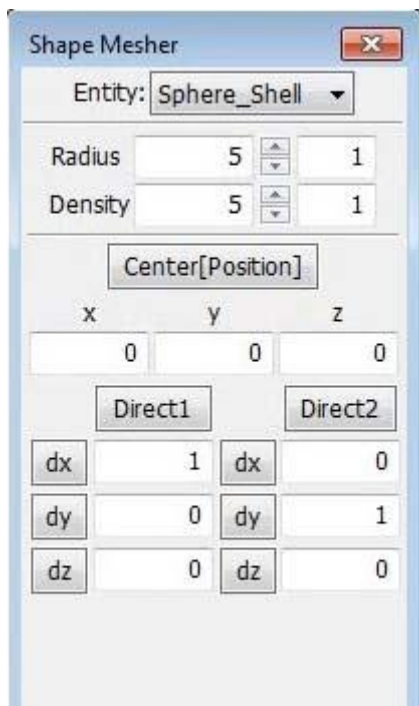 Shape Mesher
Entity: Sphere_Shell
Radius 5 1
Density 5 1
Center[Position]
x y z
0 0 0
Direct1 Direct2
dx 1 dx 0
dy 0 dy 1
dz 0 dz 0